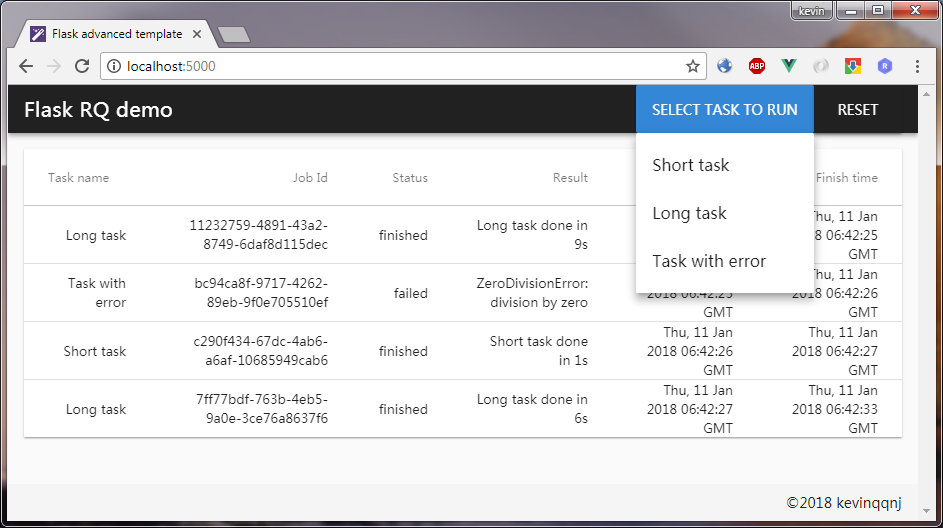 kevin
Flask advanced template
localhost:5000
ABP
R
Flask RQ demo
SELECT TASK TO RUN
RESET
Short task
Long task
Task with error
Task name
Job Id
Status
Result
Finish time
Long task
11232759-4891-43a2-
8749-6daf8d115dec
finished
Long task done in
9s
Thu, 11 Jan
2018 06:42:25
GMT
Task with
error
bc94ca8f-9717-4262-
89eb-9f0e705510ef
failed
ZeroDivisionError:
division by zero
2018 06:42:25
GMT
Thu, 11 Jan
2018 06:42:26
GMT
Short task
c290f434-67dc-4ab6-
a6af-10685949cab6
finished
Short task done
in 1s
Thu, 11 Jan
2018 06:42:26
GMT
Thu, 11 Jan
2018 06:42:27
GMT
Long task
7ff77bdf-763b-4eb5-
9a0e-3ce76a8637f6
finished
Long task done in
6s
Thu, 11 Jan
2018 06:42:27
GMT
Thu, 11 Jan
2018 06:42:33
GMT
©2018 kevinqqnj